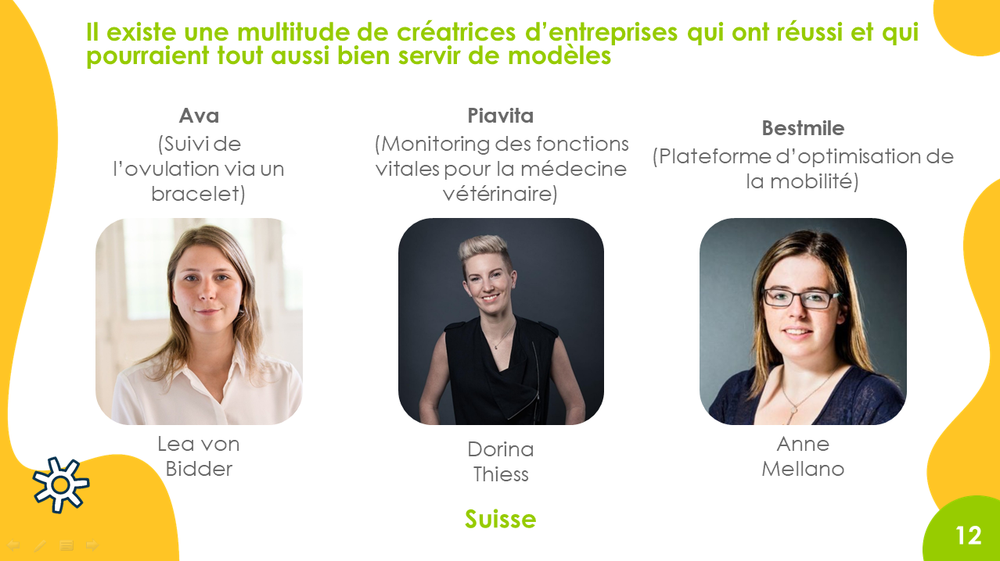 Il existe une multitude de créatrices d’entreprises qui ont réussi et qui
pourraient tout aussi bien servir de modèles
Ava
(Suivi de
l’ovulation via un
bracelet)
Piavita
(Monitoring des fonctions
vitales pour la médecine
vétérinaire)
Bestmile
(Plateforme d’optimisation de
la mobilité)
Lea von
Bidder
Dorina
Thiess
Anne
Mellano
Suisse
12